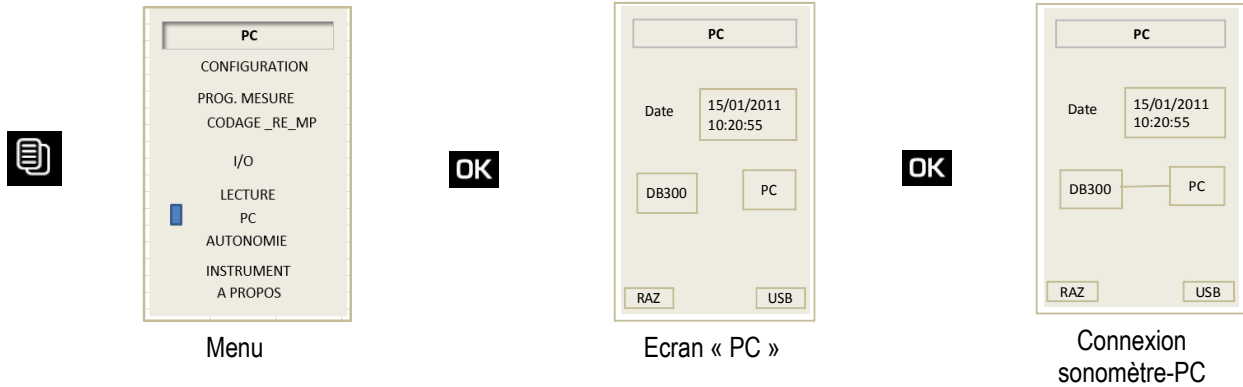 PC
CONFIGURATION
PROG. MESURE
CODAGE _RE_MP
I/O
LECTURE
PC
AUTONOMIE
INSTRUMENT
A PROPOS
Menu
OK
PC
Date
15/01/2011
10:20:55
DB300
PC
RAZ
USB
Ecran « PC »
OK
PC
Date
15/01/2011
10:20:55
DB300
PC
RAZ
USB
Connexion
sonomètre-PC